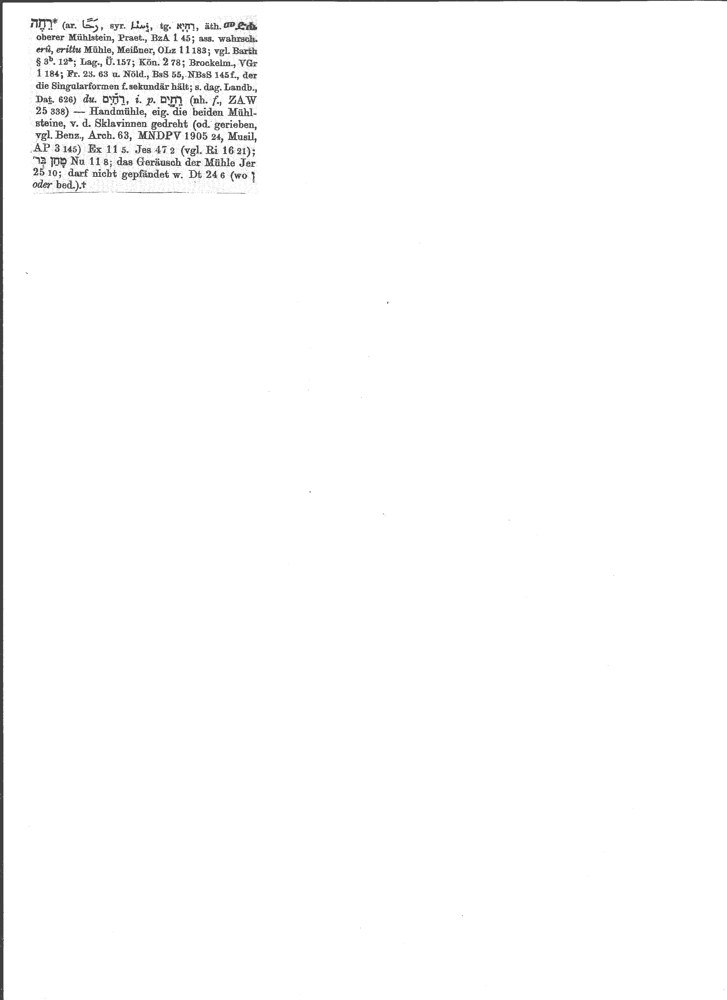 רֵחֶה* (ar. رَحًا, syr. ܪܚܝܐ, tg. רִחְיָא, äth. መድሕ
oberer Mühlstein, Praet., BzA 1 45; ass. wahrsch.
erû, erittu Mühle, Meißner, OLz 11 183; vgl. Barth
§ 3ᵇ. 12ᵃ; Lag., Ü. 157; Kön. 2 78; Brockelm., VGr
1 184; Fr. 23. 63 u. Nöld., BsS 55, NBsS 145 f., der
die Singularformen f. sekundär hält; s. dag. Landb.,
Daṯ. 626) du. רֵחַ֫יִם, i. p. רֵחָ֑יִם (nh. f., ZAW
25 338) — Handmühle, eig. die beiden Mühl-
steine, v. d. Sklavinnen gedreht (od. gerieben,
vgl. Benz., Arch. 63, MNDPV 1905 24, Musil,
AP 3 145) Ex 11 5. Jes 47 2 (vgl. Ri 16 21);
טָחַן בְּר׳ Nu 11 8; das Geräusch der Mühle Jer
25 10; darf nicht gepfändet w. Dt 24 6 (wo וָ
oder bed.).†